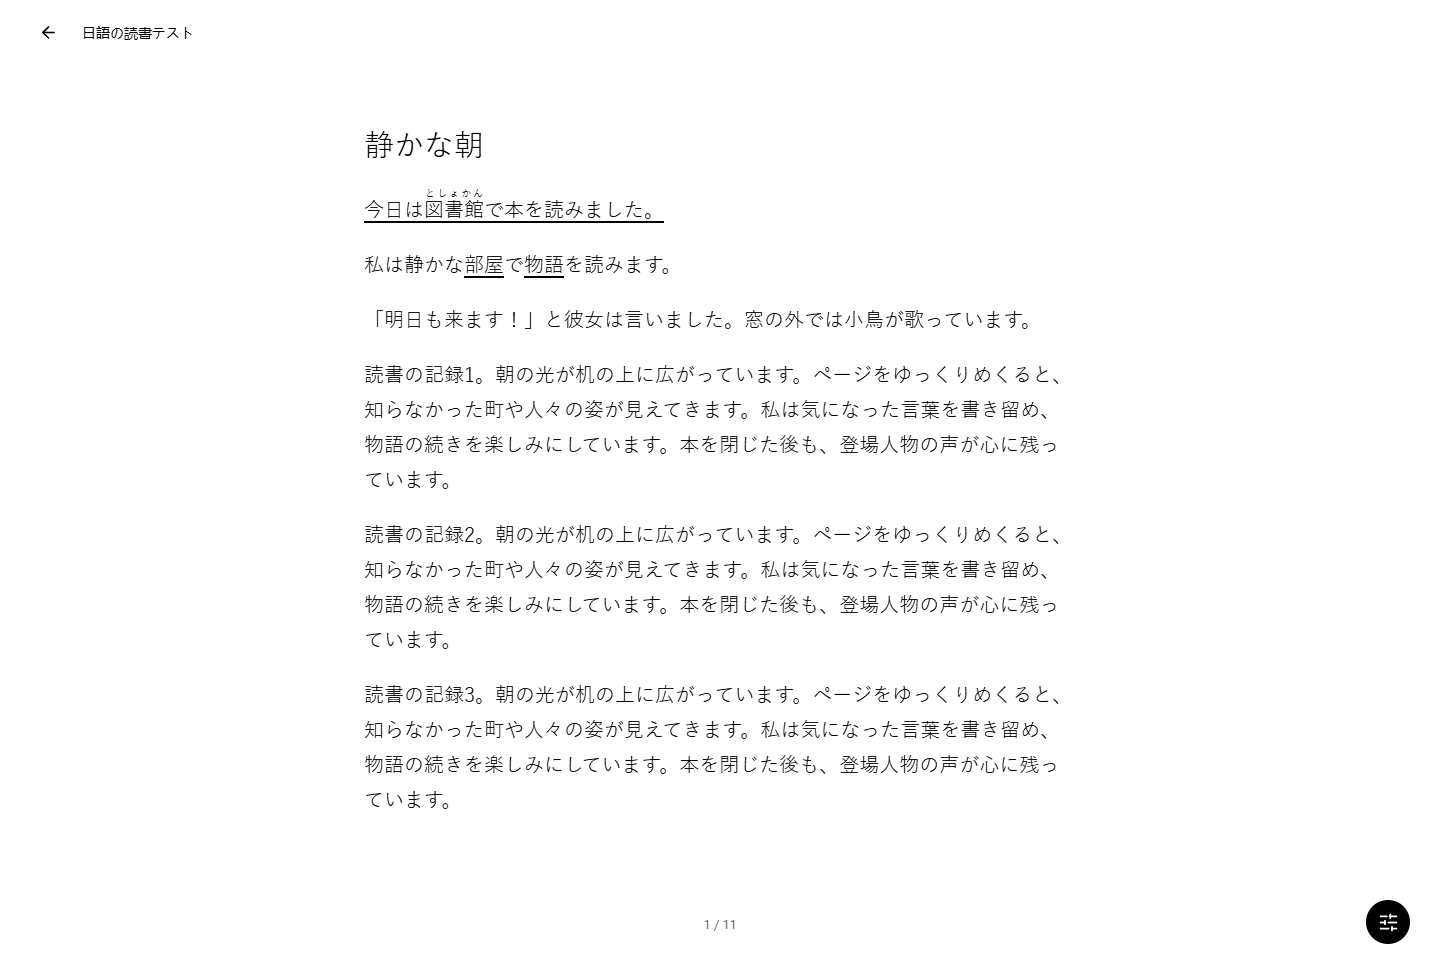 日語の読書テスト
静かな朝
としょかん
今日は図書館で本を読みました。
私は静かな部屋で物語を読みます。
「明日も来ます！」と彼女は言いました。窓の外では小鳥が歌っています。
読書の記録1。朝の光が机の上に広がっています。ページをゆっくりめくると、
知らなかった町や人々の姿が見えてきます。私は気になった言葉を書き留め、
物語の続きを楽しみにしています。本を閉じた後も、登場人物の声が心に残っ
ています。
読書の記録2。朝の光が机の上に広がっています。ページをゆっくりめくると、
知らなかった町や人々の姿が見えてきます。私は気になった言葉を書き留め、
物語の続きを楽しみにしています。本を閉じた後も、登場人物の声が心に残っ
ています。
読書の記録3。朝の光が机の上に広がっています。ページをゆっくりめくると、
知らなかった町や人々の姿が見えてきます。私は気になった言葉を書き留め、
物語の続きを楽しみにしています。本を閉じた後も、登場人物の声が心に残っ
ています。
1 / 11